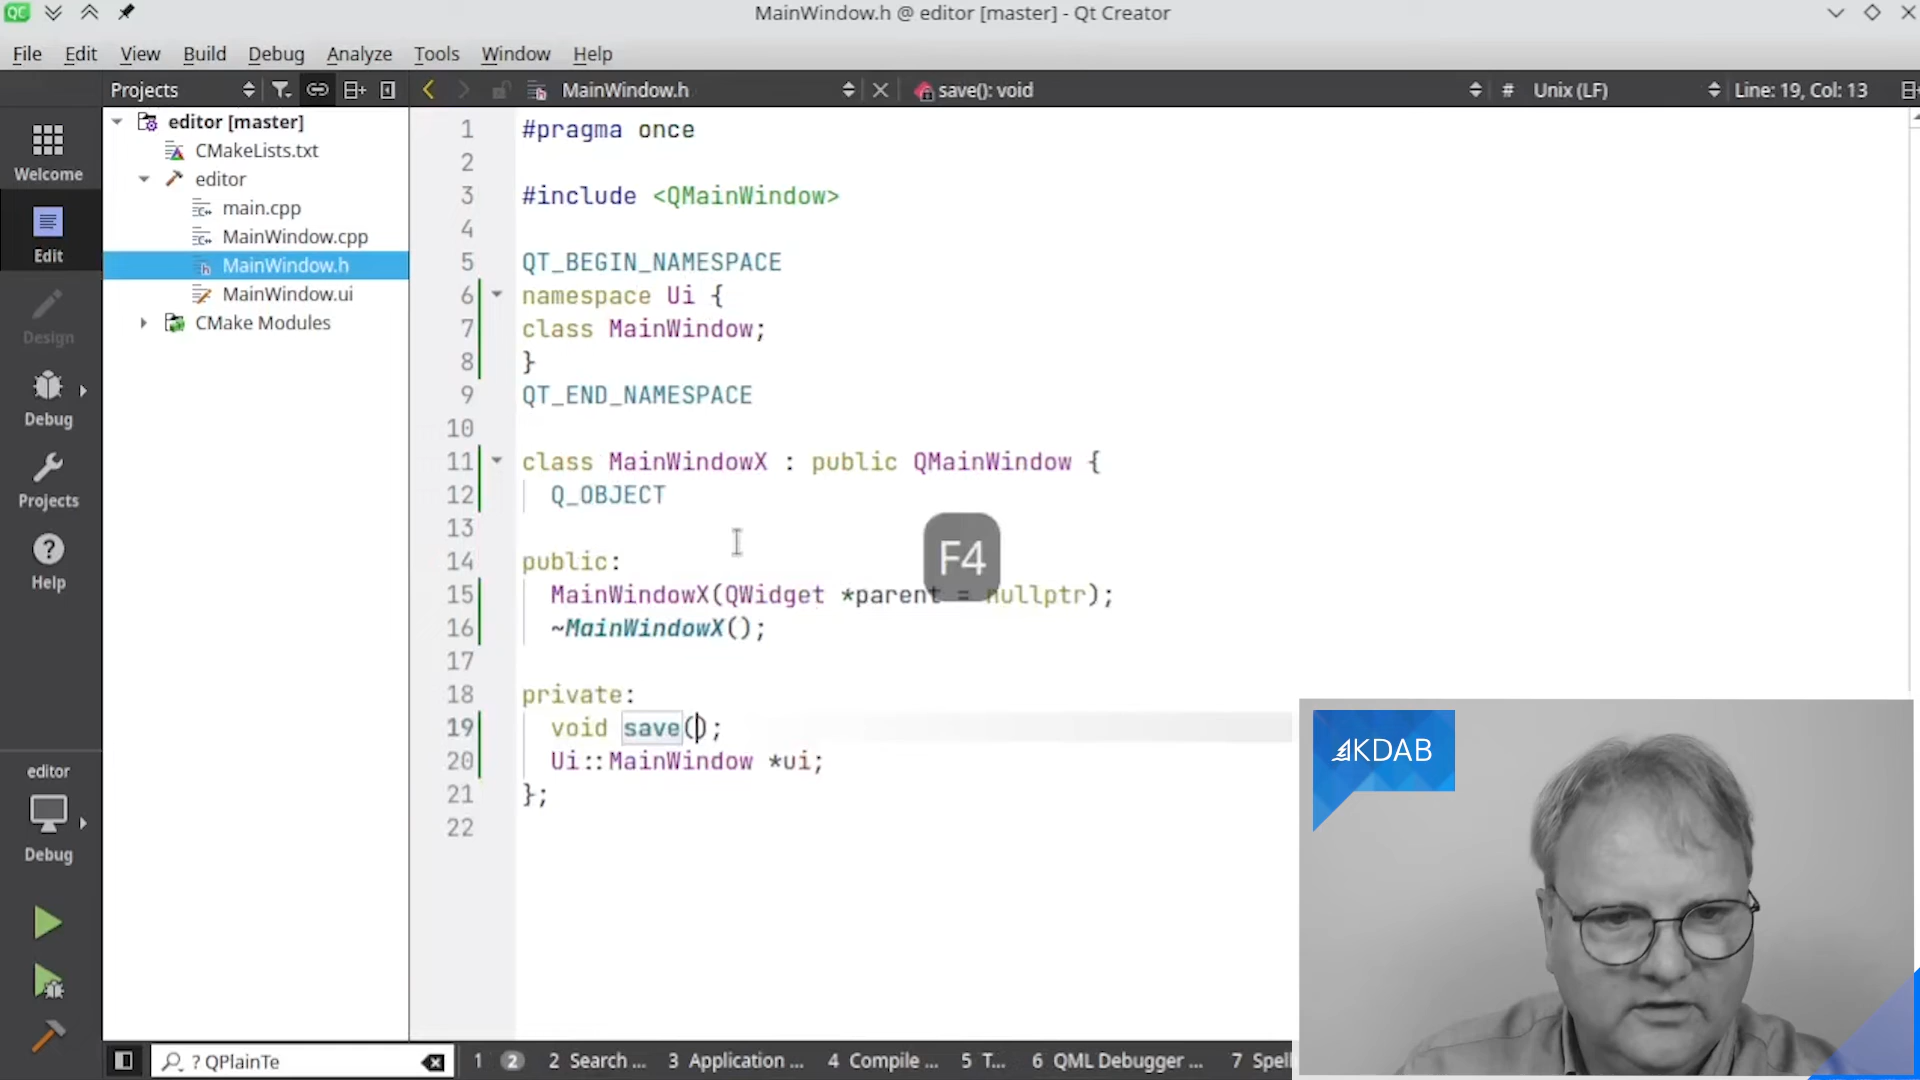 QC
MainWindow.h @ editor [master] - Qt Creator
File Edit View Build Debug Analyze Tools Window Help
Projects MainWindow.h save(): void # Unix (LF) Line: 19, Col: 13
editor [master]
CMakeLists.txt
editor
main.cpp
MainWindow.cpp
MainWindow.h
MainWindow.ui
CMake Modules
Welcome
Edit
Design
Debug
Projects
Help
editor
Debug
1 #pragma once
2
3 #include <QMainWindow>
4
5 QT_BEGIN_NAMESPACE
6 namespace Ui {
7 class MainWindow;
8 }
9 QT_END_NAMESPACE
10
11 class MainWindowX : public QMainWindow {
12 Q_OBJECT
13
14 public:
15 MainWindowX(QWidget *parent = nullptr);
16 ~MainWindowX();
17
18 private:
19 void save();
20 Ui::MainWindow *ui;
21 };
22
F4
KDAB
? QPlainTe 1 2 2 Search ... 3 Application ... 4 Compile ... 5 T... 6 QML Debugger ... 7 Spell